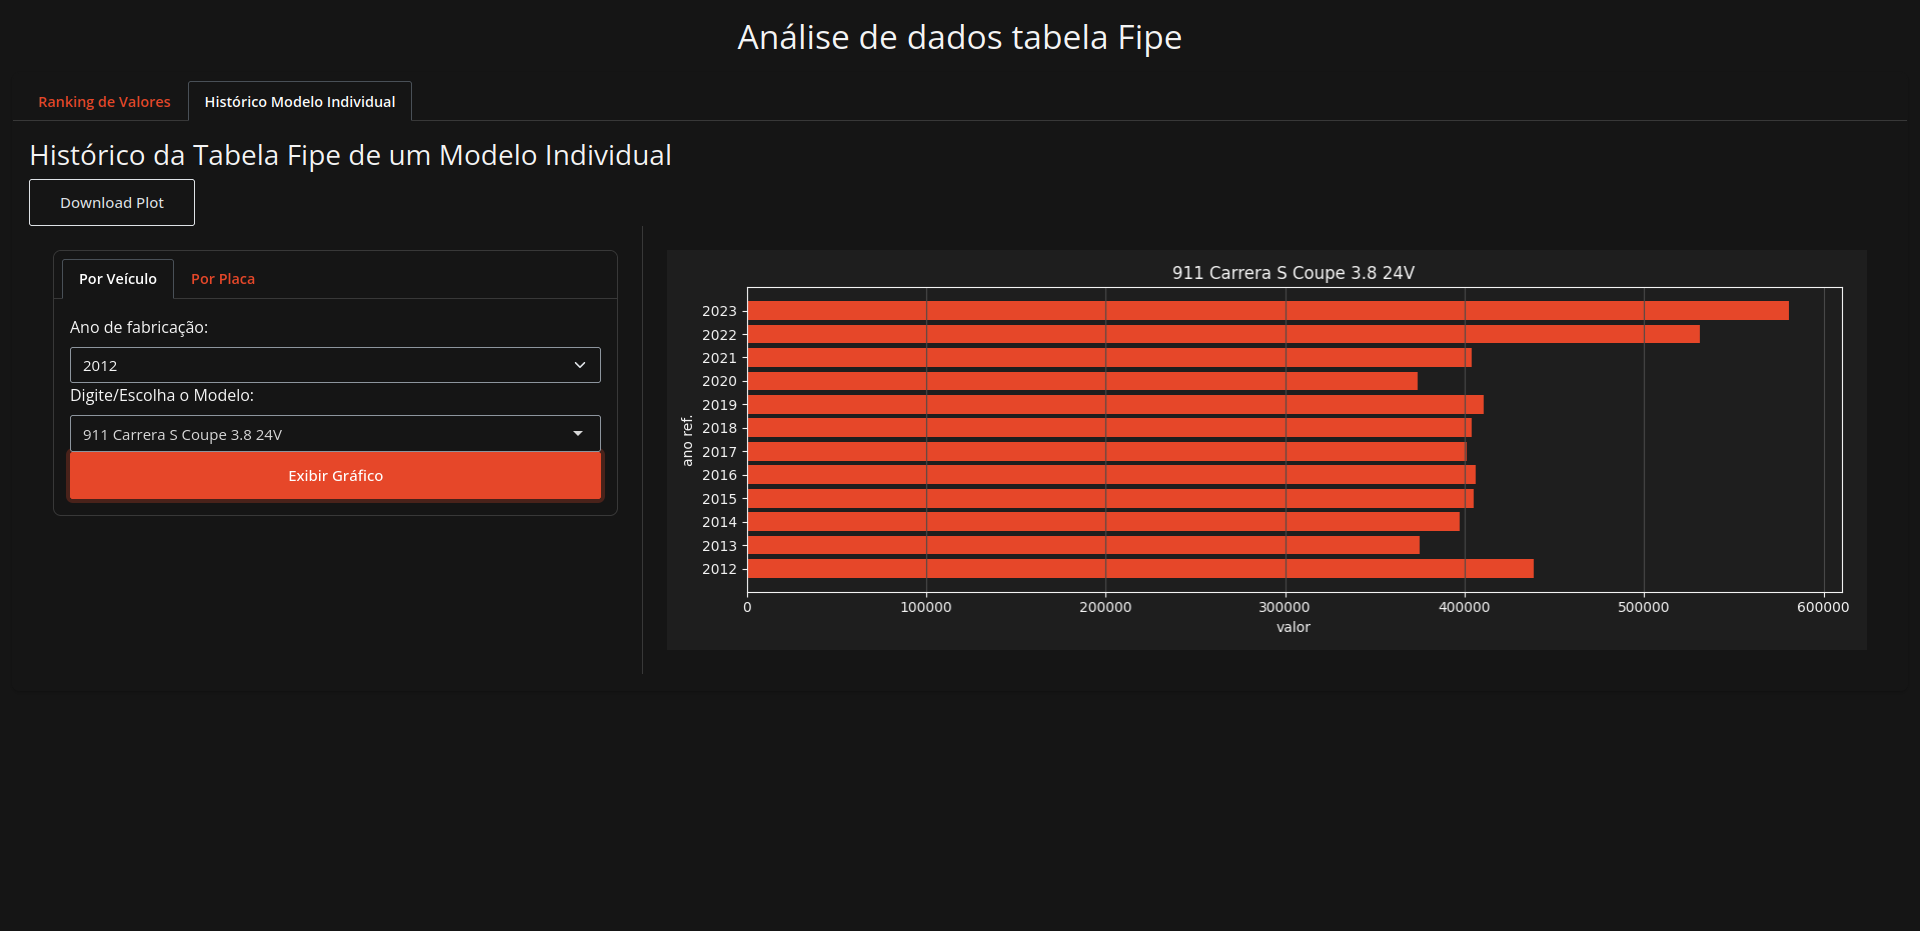 Análise de dados tabela Fipe
Ranking de Valores
Histórico Modelo Individual
Histórico da Tabela Fipe de um Modelo Individual
Download Plot
Por Veículo
Por Placa
Ano de fabricação:
2012
Digite/Escolha o Modelo:
911 Carrera S Coupe 3.8 24V
Exibir Gráfico
911 Carrera S Coupe 3.8 24V
ano ref.
2023
2022
2021
2020
2019
2018
2017
2016
2015
2014
2013
2012
0 100000 200000 300000 400000 500000 600000
valor